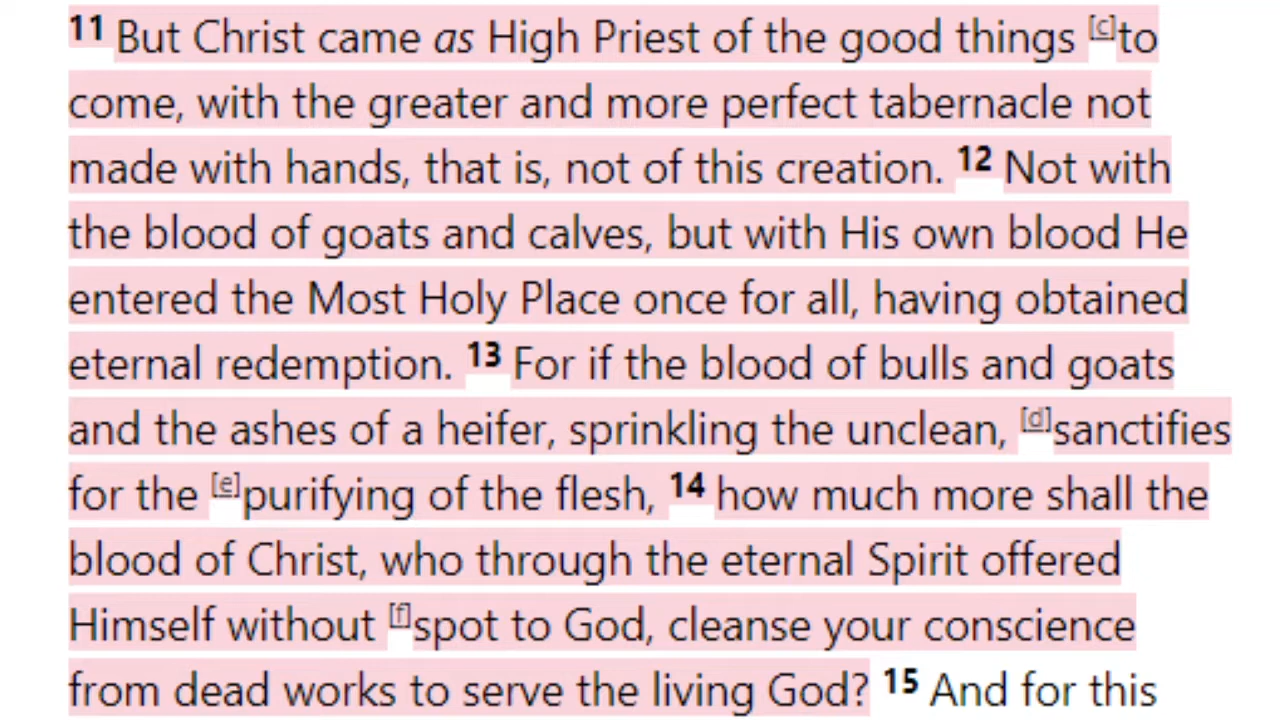 11 But Christ came as High Priest of the good things [c]to
come, with the greater and more perfect tabernacle not
made with hands, that is, not of this creation. 12 Not with
the blood of goats and calves, but with His own blood He
entered the Most Holy Place once for all, having obtained
eternal redemption. 13 For if the blood of bulls and goats
and the ashes of a heifer, sprinkling the unclean, [d]sanctifies
for the [e]purifying of the flesh, 14 how much more shall the
blood of Christ, who through the eternal Spirit offered
Himself without [f]spot to God, cleanse your conscience
from dead works to serve the living God? 15 And for this